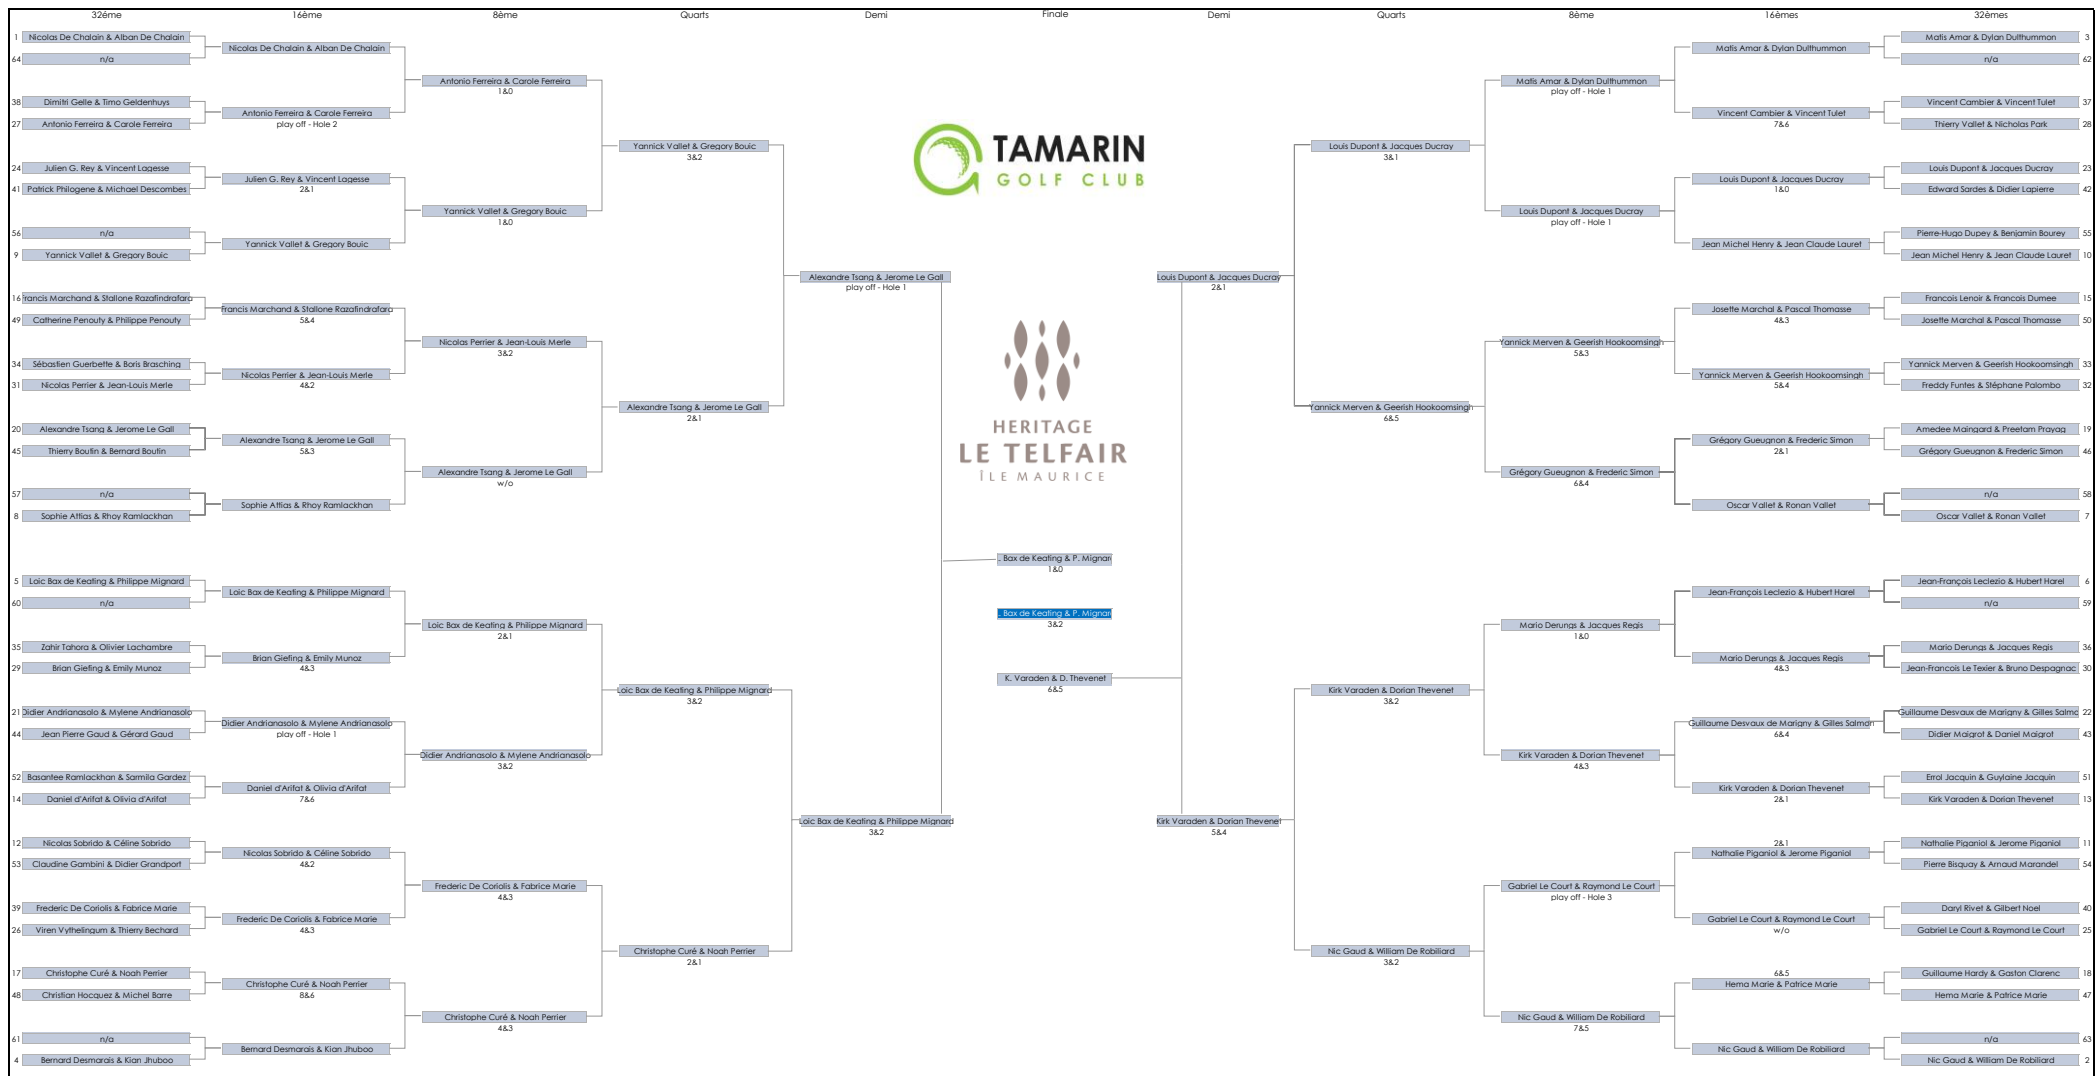 32éme 16ème 8ème Quarts Demi Finale Demi Quarts 8ème 16èmes 32èmes
1 Nicolas De Chalain & Alban De Chalain
64 n/a
38 Dimitri Gelle & Timo Geldenhuys
27 Antonio Ferreira & Carole Ferreira
24 Julien G. Rey & Vincent Lagesse
41 Patrick Philogene & Michael Descombes
56 n/a
9 Yannick Vallet & Gregory Bouic
16 Francis Marchand & Stallone Razafindrafara
49 Catherine Penouty & Philippe Penouty
34 Sébastien Guerbette & Boris Brasching
31 Nicolas Perrier & Jean-Louis Merle
20 Alexandre Tsang & Jerome Le Gall
45 Thierry Boutin & Bernard Boutin
57 n/a
8 Sophie Attias & Rhoy Ramlackhan
5 Loic Bax de Keating & Philippe Mignard
60 n/a
35 Zahir Tahora & Olivier Lachambre
29 Brian Giefing & Emily Munoz
21 Didier Andrianasolo & Mylene Andrianasolo
44 Jean Pierre Gaud & Gérard Gaud
52 Basantee Ramlackhan & Sarmila Gardez
14 Daniel d'Arifat & Olivia d'Arifat
12 Nicolas Sobrido & Céline Sobrido
53 Claudine Gambini & Didier Grandport
39 Frederic De Coriolis & Fabrice Marie
26 Viren Vythelingum & Thierry Bechard
17 Christophe Curé & Noah Perrier
48 Christian Hocquez & Michel Barre
61 n/a
4 Bernard Desmarais & Kian Jhuboo
Nicolas De Chalain & Alban De Chalain
Antonio Ferreira & Carole Ferreira
play off - Hole 2
Julien G. Rey & Vincent Lagesse
2&1
Yannick Vallet & Gregory Bouic
Francis Marchand & Stallone Razafindrafara
5&4
Nicolas Perrier & Jean-Louis Merle
4&2
Alexandre Tsang & Jerome Le Gall
5&3
Sophie Attias & Rhoy Ramlackhan
Loic Bax de Keating & Philippe Mignard
Brian Giefing & Emily Munoz
4&3
Didier Andrianasolo & Mylene Andrianasolo
play off - Hole 1
Daniel d'Arifat & Olivia d'Arifat
7&6
Nicolas Sobrido & Céline Sobrido
4&2
Frederic De Coriolis & Fabrice Marie
4&3
Christophe Curé & Noah Perrier
8&6
Bernard Desmarais & Kian Jhuboo
Antonio Ferreira & Carole Ferreira
1&0
Yannick Vallet & Gregory Bouic
1&0
Nicolas Perrier & Jean-Louis Merle
3&2
Alexandre Tsang & Jerome Le Gall
w/o
Loic Bax de Keating & Philippe Mignard
2&1
Didier Andrianasolo & Mylene Andrianasolo
3&2
Frederic De Coriolis & Fabrice Marie
4&3
Christophe Curé & Noah Perrier
4&3
Yannick Vallet & Gregory Bouic
3&2
Alexandre Tsang & Jerome Le Gall
2&1
Loic Bax de Keating & Philippe Mignard
3&2
Christophe Curé & Noah Perrier
2&1
Alexandre Tsang & Jerome Le Gall
play off - Hole 1
Loic Bax de Keating & Philippe Mignard
3&2
TAMARIN
GOLF CLUB
HERITAGE
LE TELFAIR
ÎLE MAURICE
. Bax de Keating & P. Mignard
1&0
. Bax de Keating & P. Mignard
3&2
K. Varaden & D. Thevenet
6&5
Louis Dupont & Jacques Ducray
2&1
Kirk Varaden & Dorian Thevenet
5&4
Louis Dupont & Jacques Ducray
3&1
Yannick Merven & Geerish Hookoomsingh
6&5
Kirk Varaden & Dorian Thevenet
3&2
Nic Gaud & William De Robiliard
3&2
Matis Amar & Dylan Dulthummon
play off - Hole 1
Louis Dupont & Jacques Ducray
play off - Hole 1
Yannick Merven & Geerish Hookoomsingh
5&3
Grégory Gueugnon & Frederic Simon
6&4
Mario Derungs & Jacques Regis
1&0
Kirk Varaden & Dorian Thevenet
4&3
Gabriel Le Court & Raymond Le Court
play off - Hole 3
Nic Gaud & William De Robiliard
7&5
Matis Amar & Dylan Dulthummon
Vincent Cambier & Vincent Tulet
7&6
Louis Dupont & Jacques Ducray
1&0
Jean Michel Henry & Jean Claude Lauret
Josette Marchal & Pascal Thomasse
4&3
Yannick Merven & Geerish Hookoomsingh
5&4
Grégory Gueugnon & Frederic Simon
2&1
Oscar Vallet & Ronan Vallet
Jean-François Leclezio & Hubert Harel
Mario Derungs & Jacques Regis
4&3
Guillaume Desvaux de Marigny & Gilles Salmon
6&4
Kirk Varaden & Dorian Thevenet
2&1
2&1
Nathalie Piganiol & Jerome Piganiol
Gabriel Le Court & Raymond Le Court
w/o
6&5
Hema Marie & Patrice Marie
Nic Gaud & William De Robiliard
Matis Amar & Dylan Dulthummon 3
n/a 62
Vincent Cambier & Vincent Tulet 37
Thierry Vallet & Nicholas Park 28
Louis Dupont & Jacques Ducray 23
Edward Sardes & Didier Lapierre 42
Pierre-Hugo Dupey & Benjamin Bourey 55
Jean Michel Henry & Jean Claude Lauret 10
Francois Lenoir & Francois Dumee 15
Josette Marchal & Pascal Thomasse 50
Yannick Merven & Geerish Hookoomsingh 33
Freddy Funtes & Stéphane Palombo 32
Amedee Maingard & Preetam Prayag 19
Grégory Gueugnon & Frederic Simon 46
n/a 58
Oscar Vallet & Ronan Vallet 7
Jean-François Leclezio & Hubert Harel 6
n/a 59
Mario Derungs & Jacques Regis 36
Jean-Francois Le Texier & Bruno Despagnac 30
Guillaume Desvaux de Marigny & Gilles Salmo 22
Didier Maigrot & Daniel Maigrot 43
Errol Jacquin & Guylaine Jacquin 51
Kirk Varaden & Dorian Thevenet 13
Nathalie Piganiol & Jerome Piganiol 11
Pierre Bisquay & Arnaud Marandel 54
Daryl Rivet & Gilbert Noel 40
Gabriel Le Court & Raymond Le Court 25
Guillaume Hardy & Gaston Clarenc 18
Hema Marie & Patrice Marie 47
n/a 63
Nic Gaud & William De Robiliard 2